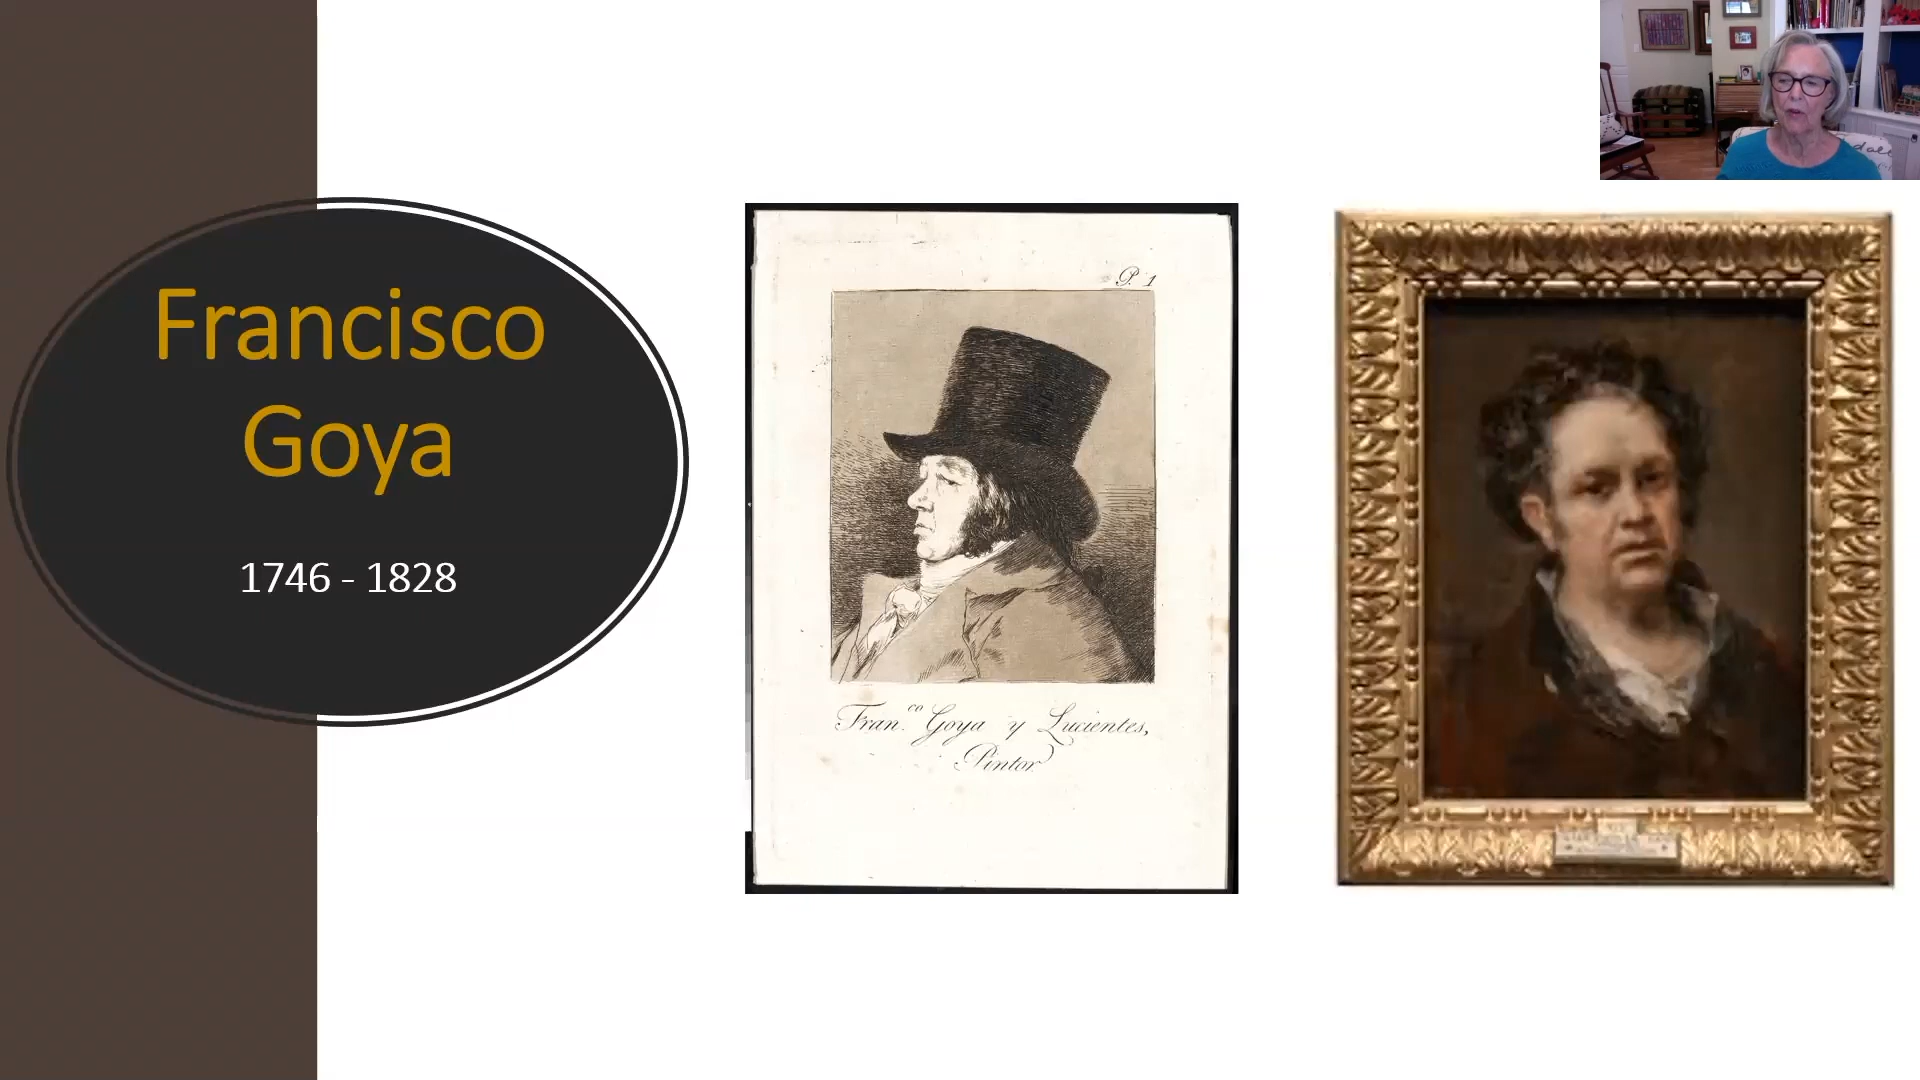 Francisco
Goya
1746 - 1828
P. 1
Fran.co Goya y Lucientes,
Pintor